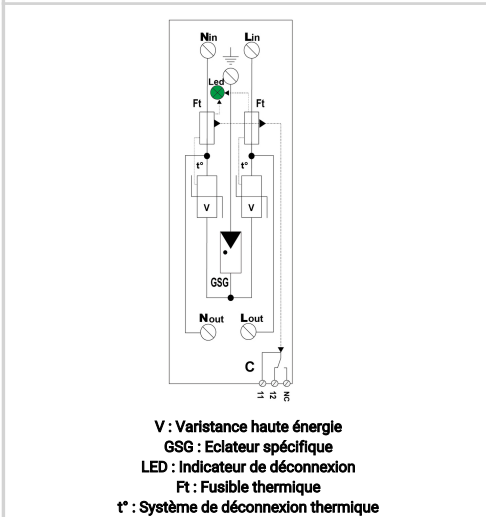 Nin Lin
Led
Ft Ft
t° t°
V V
GSG
Nout Lout
C
11 12 NC
V : Varistance haute énergie
GSG : Eclateur spécifique
LED : Indicateur de déconnexion
Ft : Fusible thermique
t° : Système de déconnexion thermique